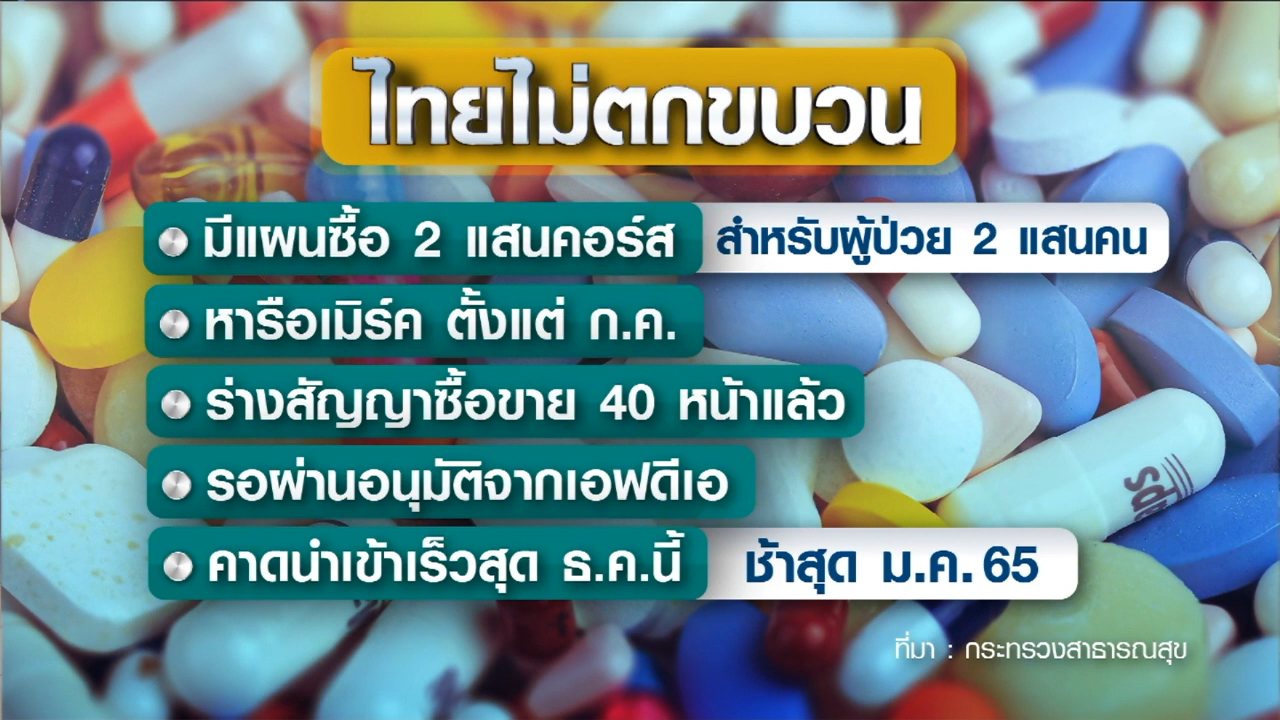 ไทยไม่ตกขบวน
มีแผนซื้อ 2 แสนคอร์ส สำหรับผู้ป่วย 2 แสนคน
หารือเมิร์ค ตั้งแต่ ก.ค.
ร่างสัญญาซื้อขาย 40 หน้าแล้ว
รอผ่านอนุมัติจากเอฟดีเอ
คาดนำเข้าเร็วสุด ธ.ค.นี้ ช้าสุด ม.ค. 65
ที่มา : กระทรวงสาธารณสุข